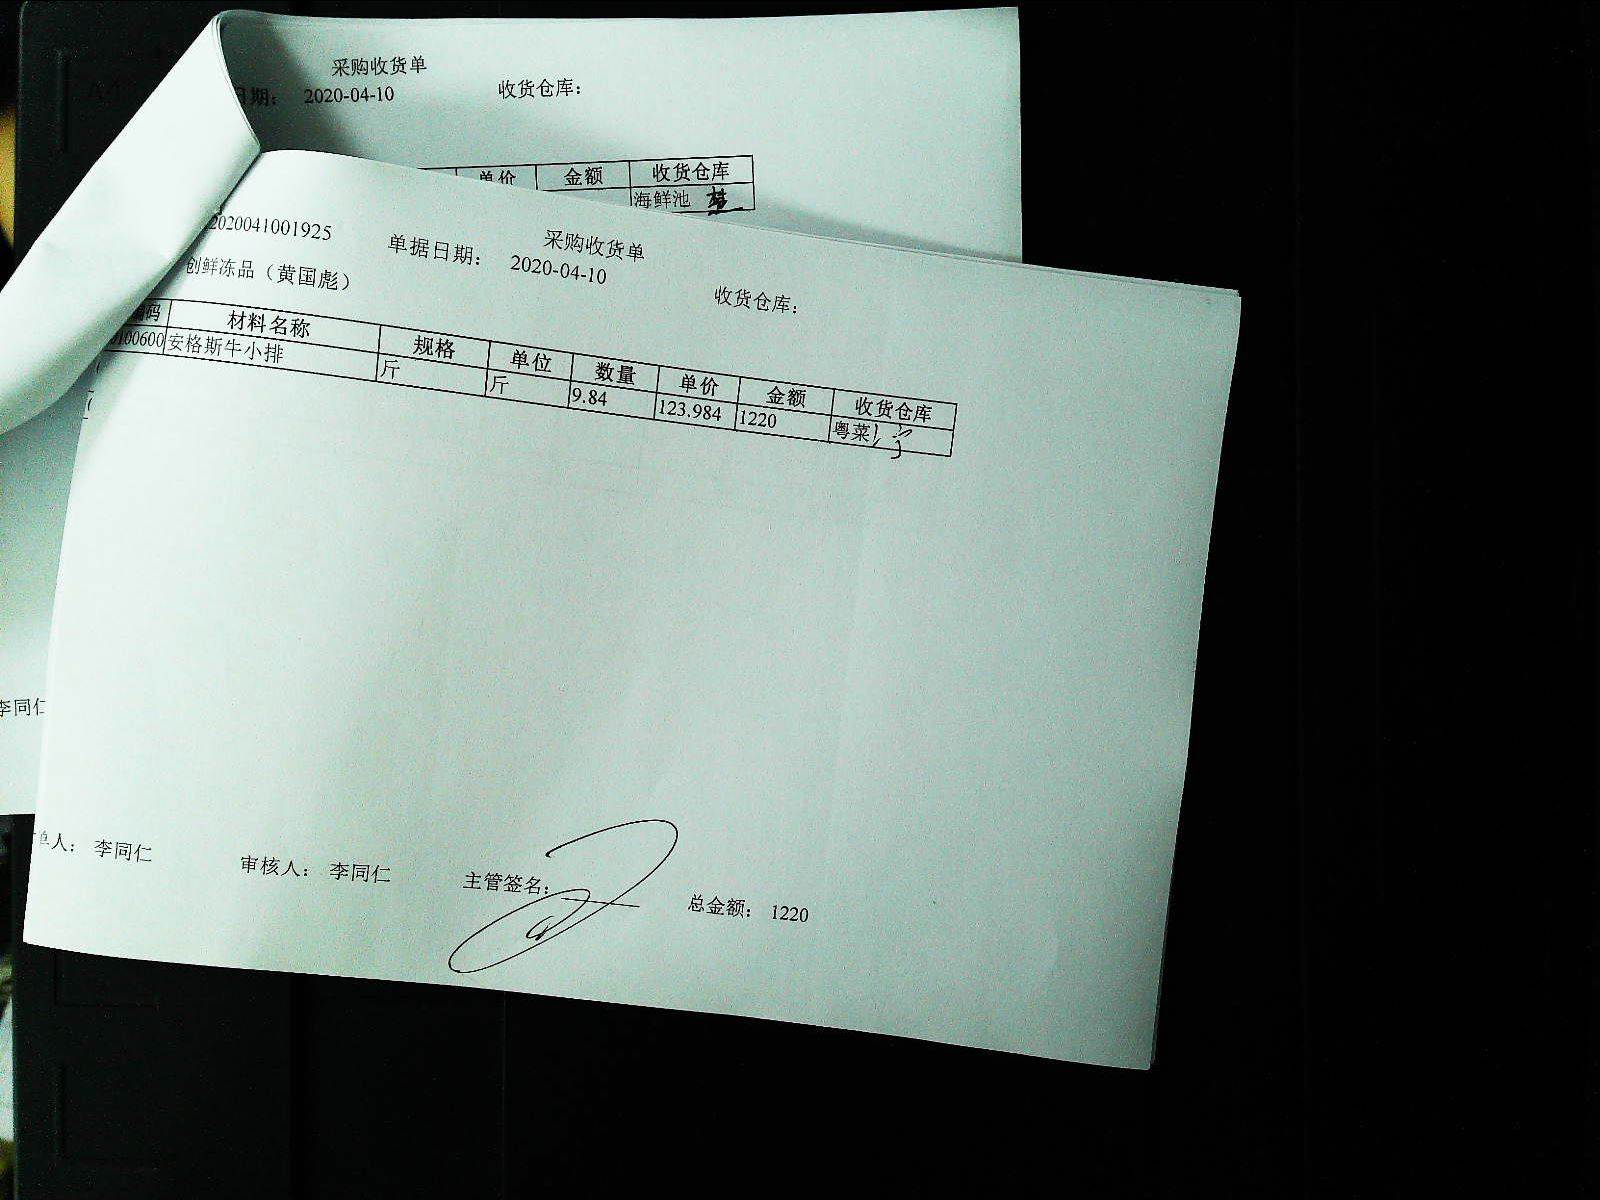 采购收货单
日期： 2020-04-10 收货仓库：
单价 金额 收货仓库
海鲜池
李同仁
采购收货单
2020041001925 单据日期： 2020-04-10 收货仓库：
创鲜冻品（黄国彪）
编码 材料名称 规格 单位 数量 单价 金额 收货仓库
0100600 安格斯牛小排 斤 斤 9.84 123.984 1220 粤菜
单人： 李同仁 审核人： 李同仁 主管签名： 总金额： 1220